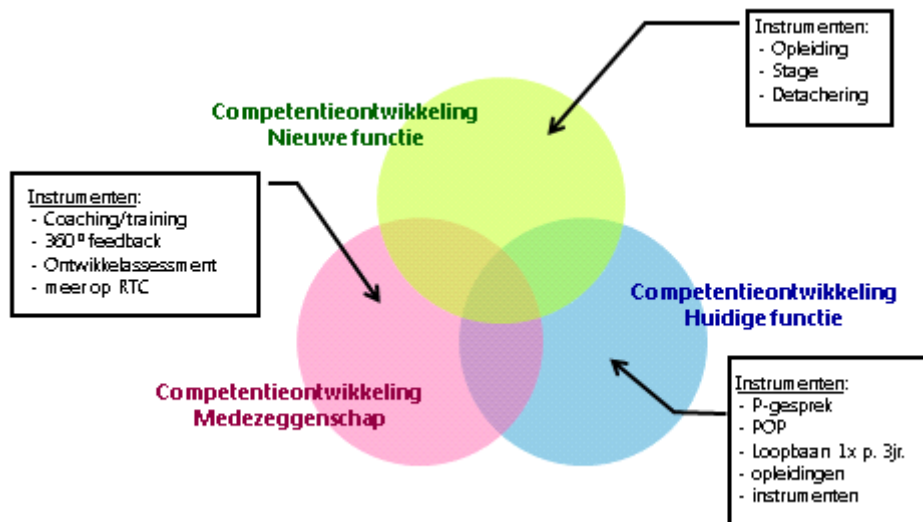 Instrumenten:
- Opleiding
- Stage
- Detachering
Competentieontwikkeling
Nieuwe functie
Instrumenten:
- Coaching/training
- 360º feedback
- Ontwikkelassessment
- meer op RTC
Competentieontwikkeling
Huidige functie
Competentieontwikkeling
Medezeggenschap
Instrumenten:
- P-gesprek
- POP
- Loopbaan 1x p. 3jr.
- opleidingen
- instrumenten